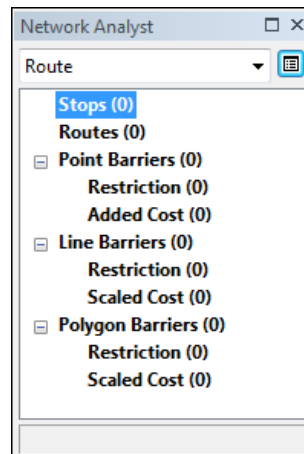 Network Analyst
Route
Stops (0)
Routes (0)
Point Barriers (0)
Restriction (0)
Added Cost (0)
Line Barriers (0)
Restriction (0)
Scaled Cost (0)
Polygon Barriers (0)
Restriction (0)
Scaled Cost (0)